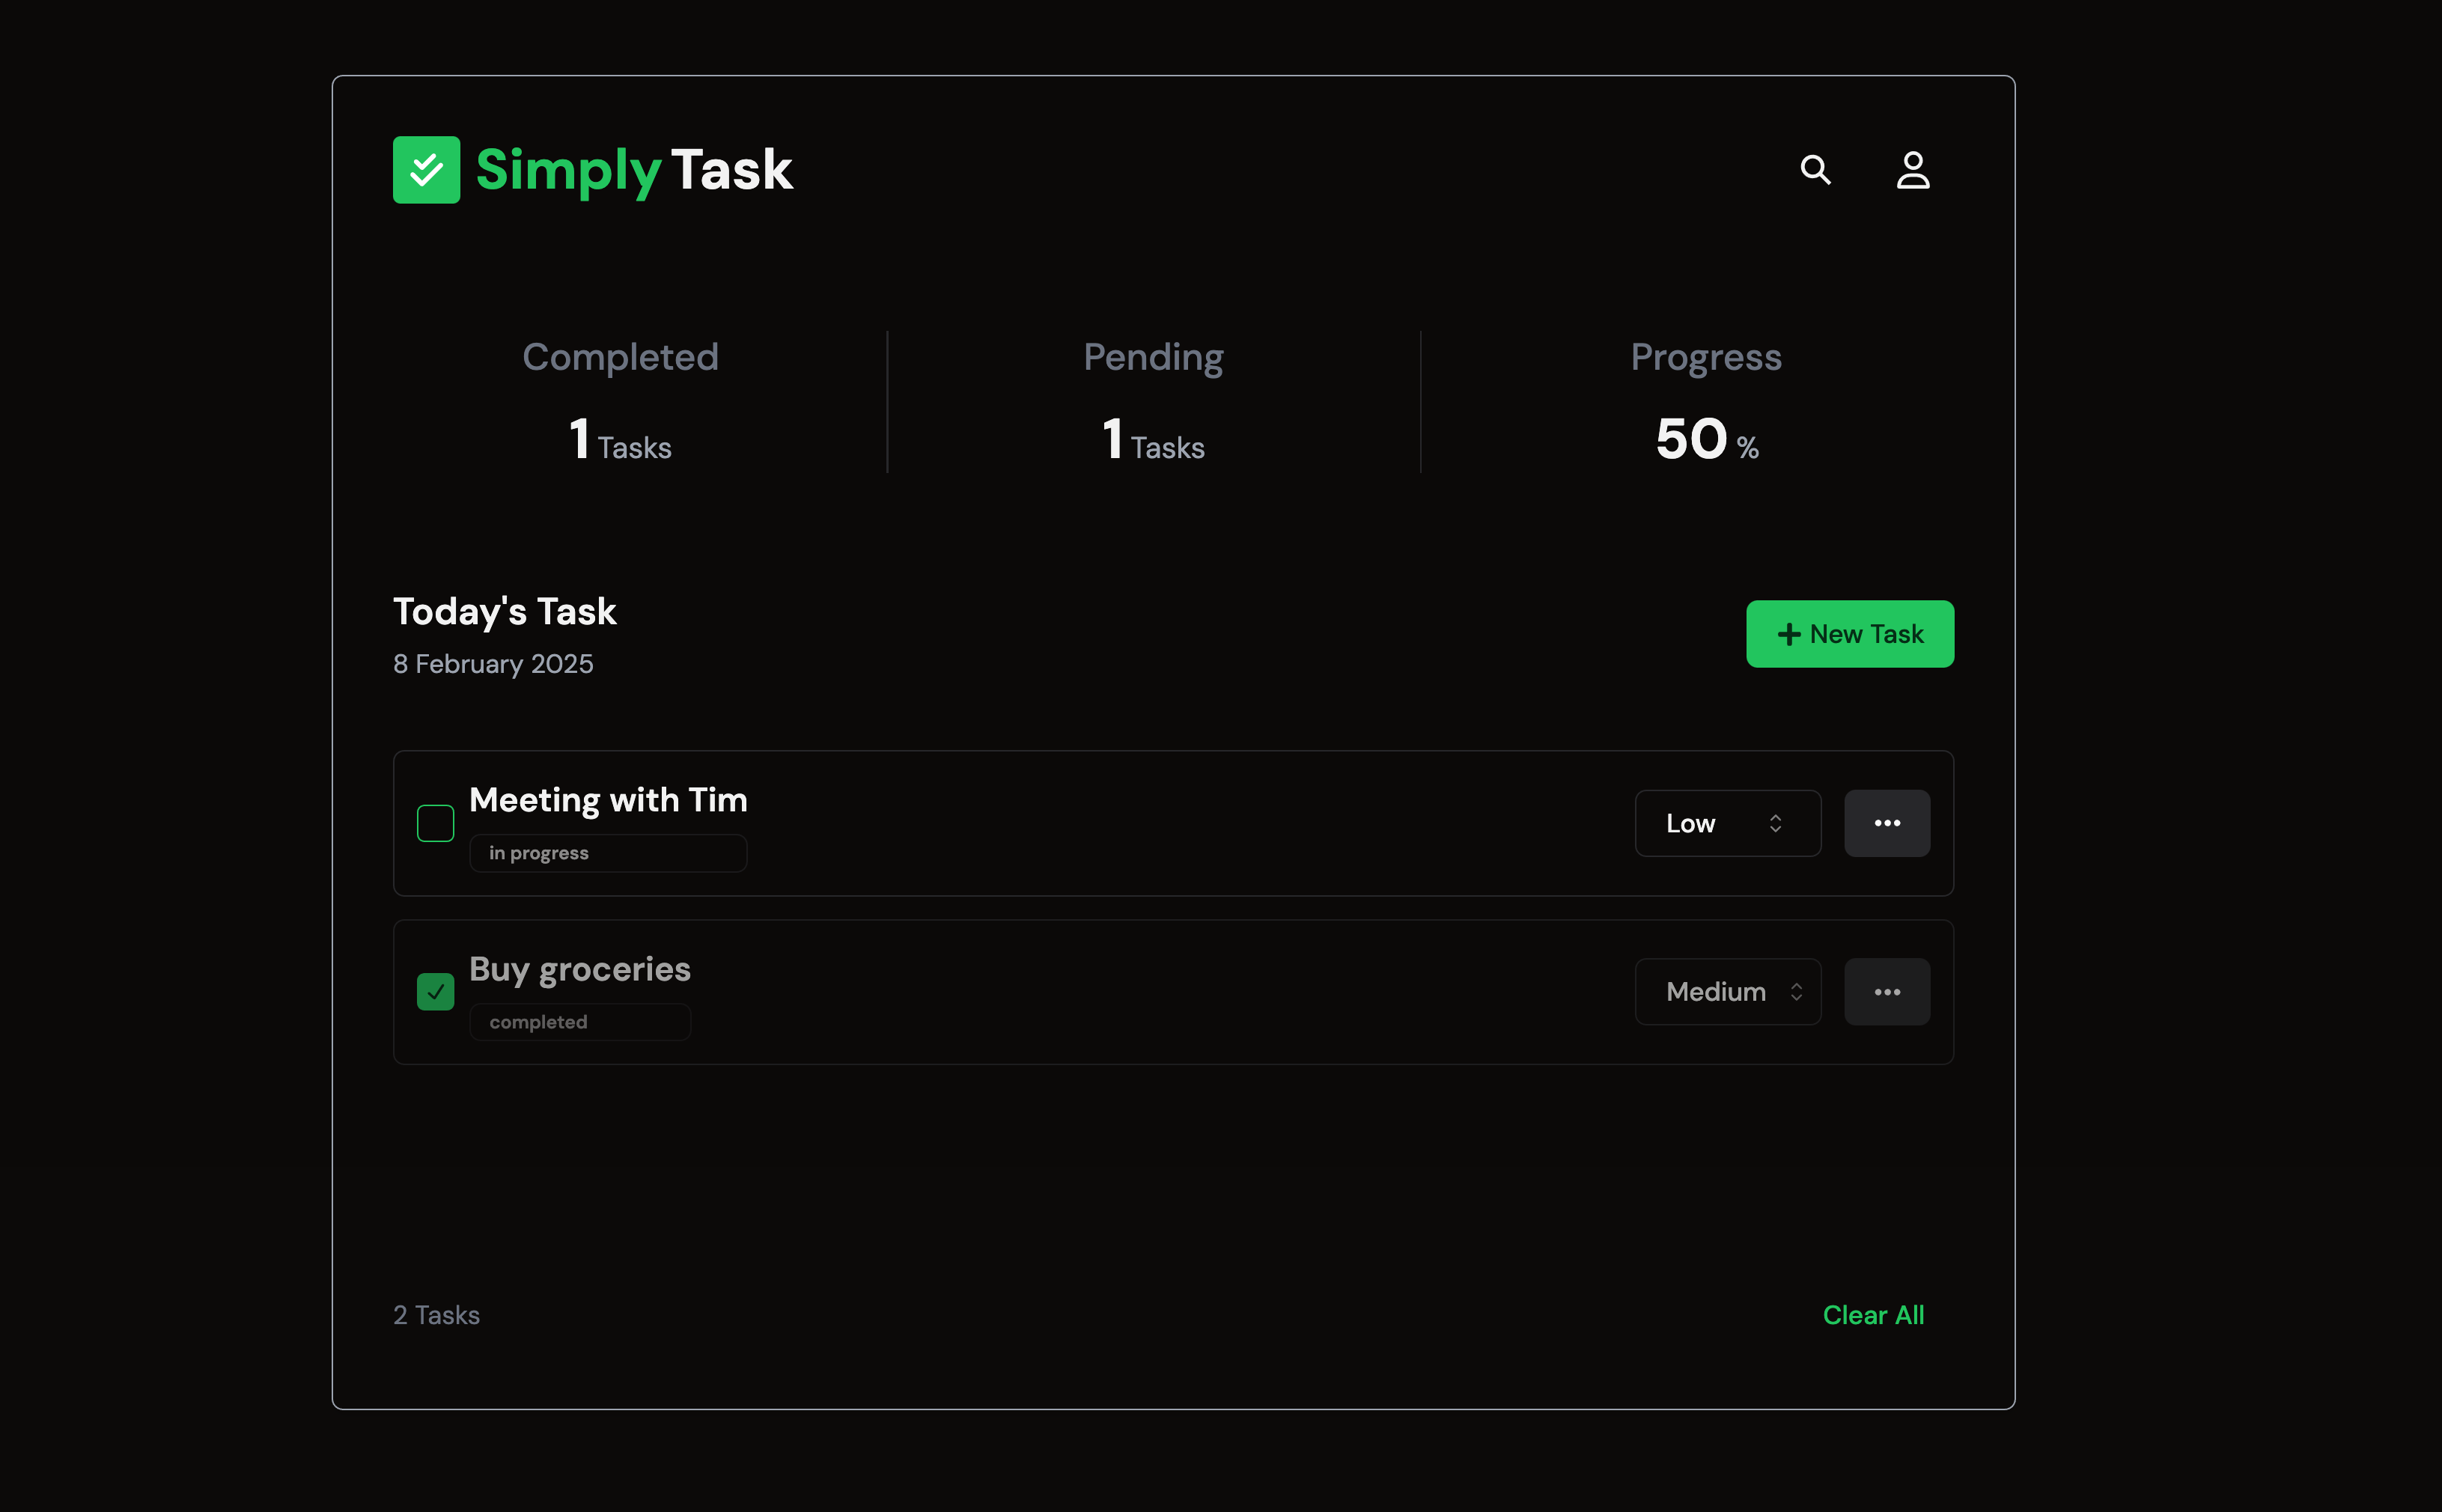 Simply Task
Completed
1 Tasks
Pending
1 Tasks
Progress
50 %
Today's Task
8 February 2025
New Task
Meeting with Tim
in progress
Low
Buy groceries
completed
Medium
2 Tasks
Clear All